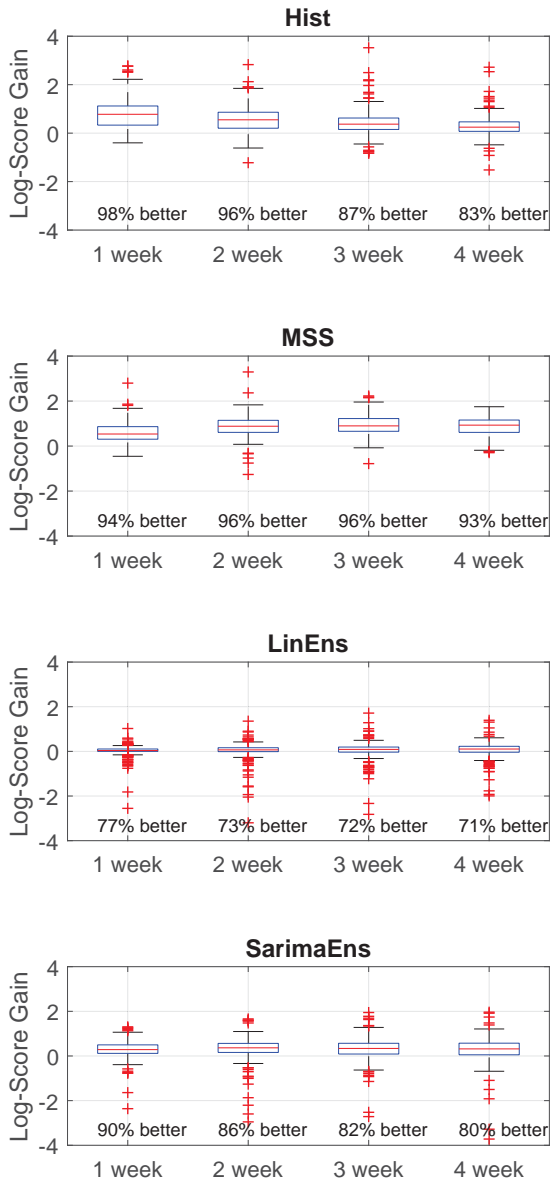 Hist
Log-Score Gain
4
2
0
-2
-4
98% better 96% better 87% better 83% better
1 week 2 week 3 week 4 week
MSS
Log-Score Gain
4
2
0
-2
-4
94% better 96% better 96% better 93% better
1 week 2 week 3 week 4 week
LinEns
Log-Score Gain
4
2
0
-2
-4
77% better 73% better 72% better 71% better
1 week 2 week 3 week 4 week
SarimaEns
Log-Score Gain
4
2
0
-2
-4
90% better 86% better 82% better 80% better
1 week 2 week 3 week 4 week